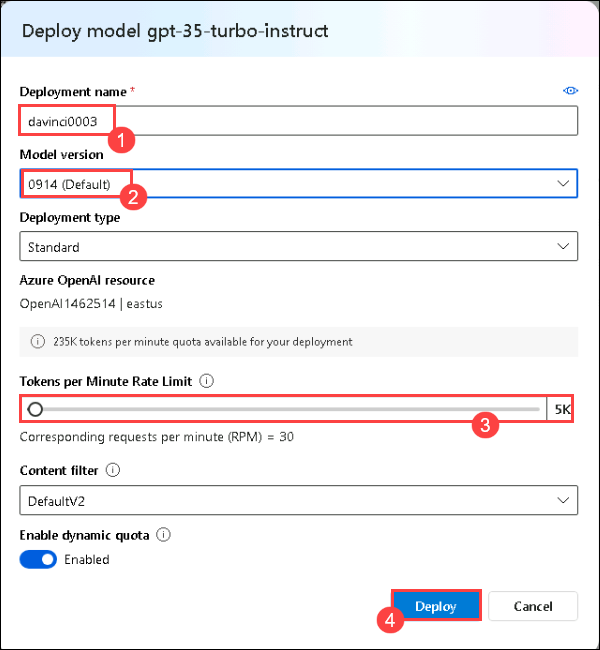 Deploy model gpt-35-turbo-instruct
Deployment name *
davinci0003
1
Model version
0914 (Default)
2
Deployment type
Standard
Azure OpenAI resource
OpenAI1462514 | eastus
235K tokens per minute quota available for your deployment
Tokens per Minute Rate Limit
5K
3
Corresponding requests per minute (RPM) = 30
Content filter
DefaultV2
Enable dynamic quota
Enabled
4
Deploy Cancel